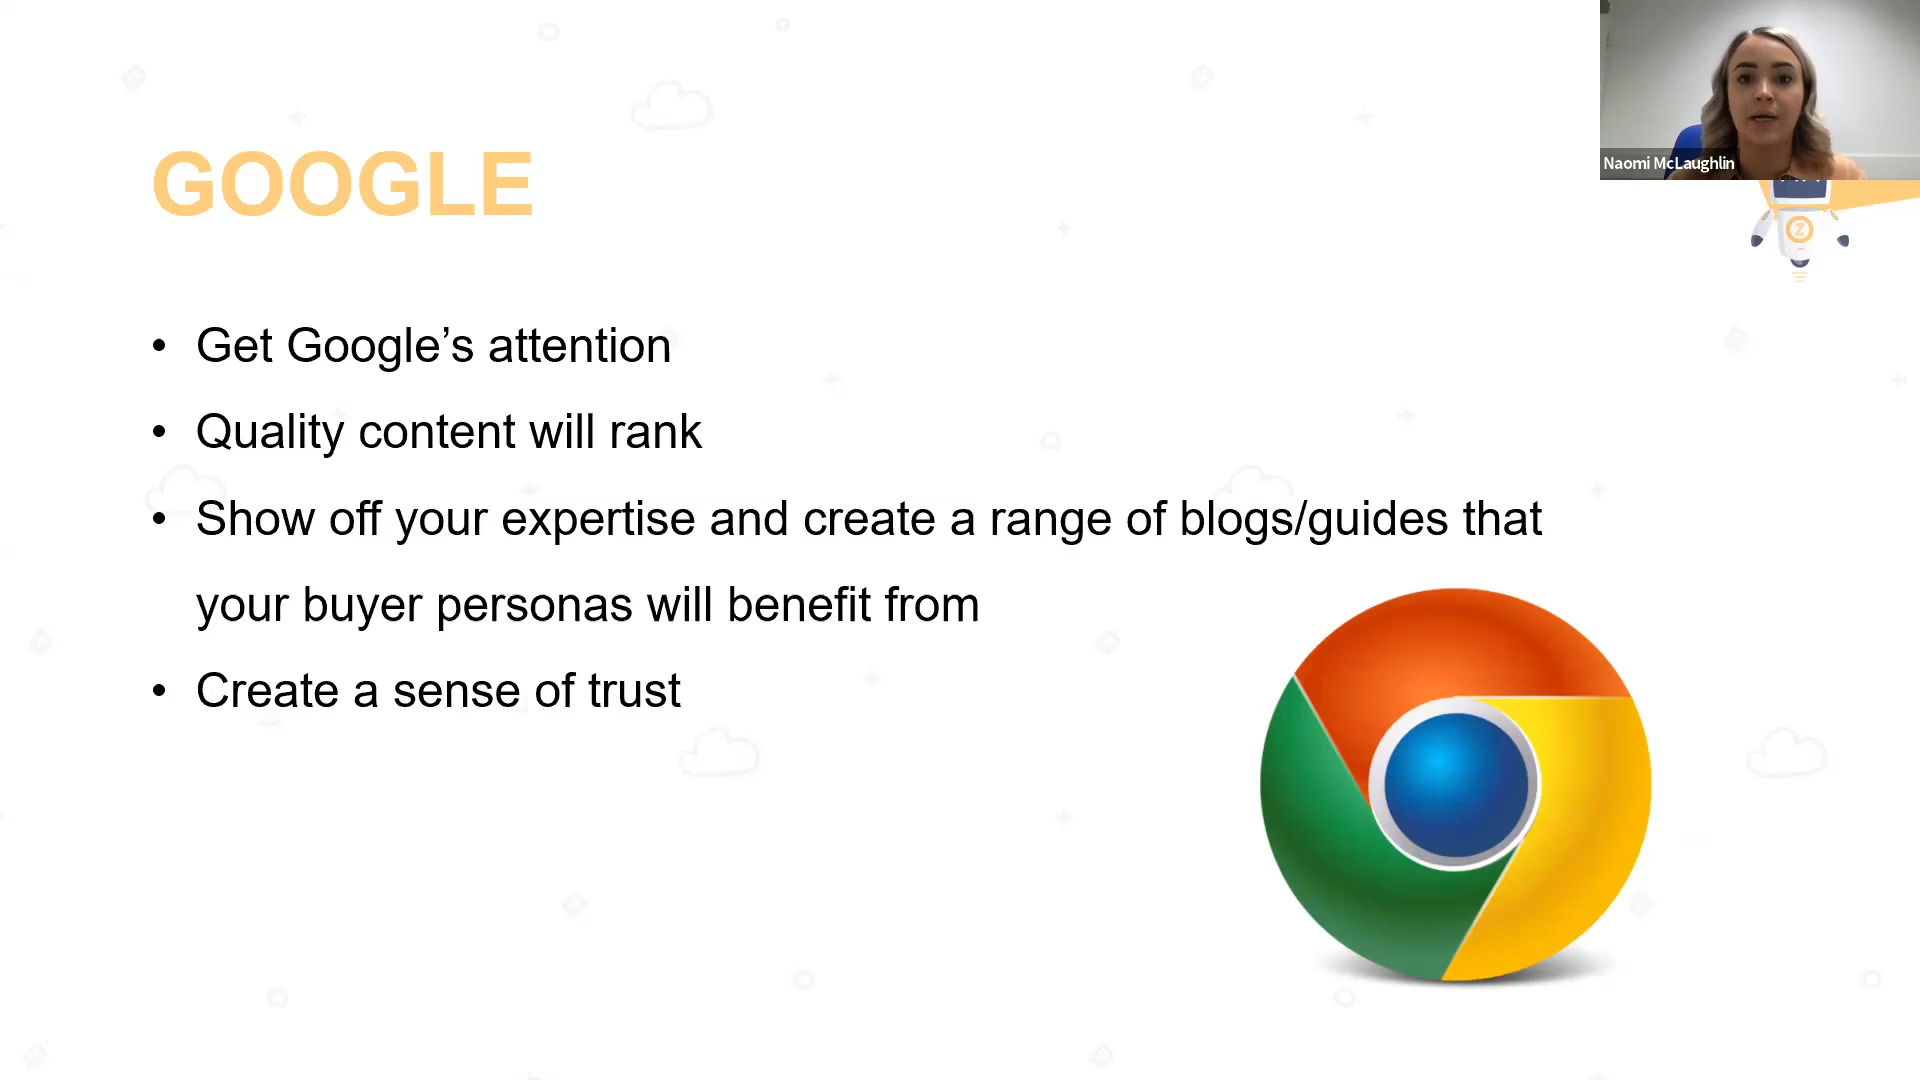 Naomi McLaughlin
GOOGLE
Z
• Get Google’s attention
• Quality content will rank
• Show off your expertise and create a range of blogs/guides that
your buyer personas will benefit from
• Create a sense of trust